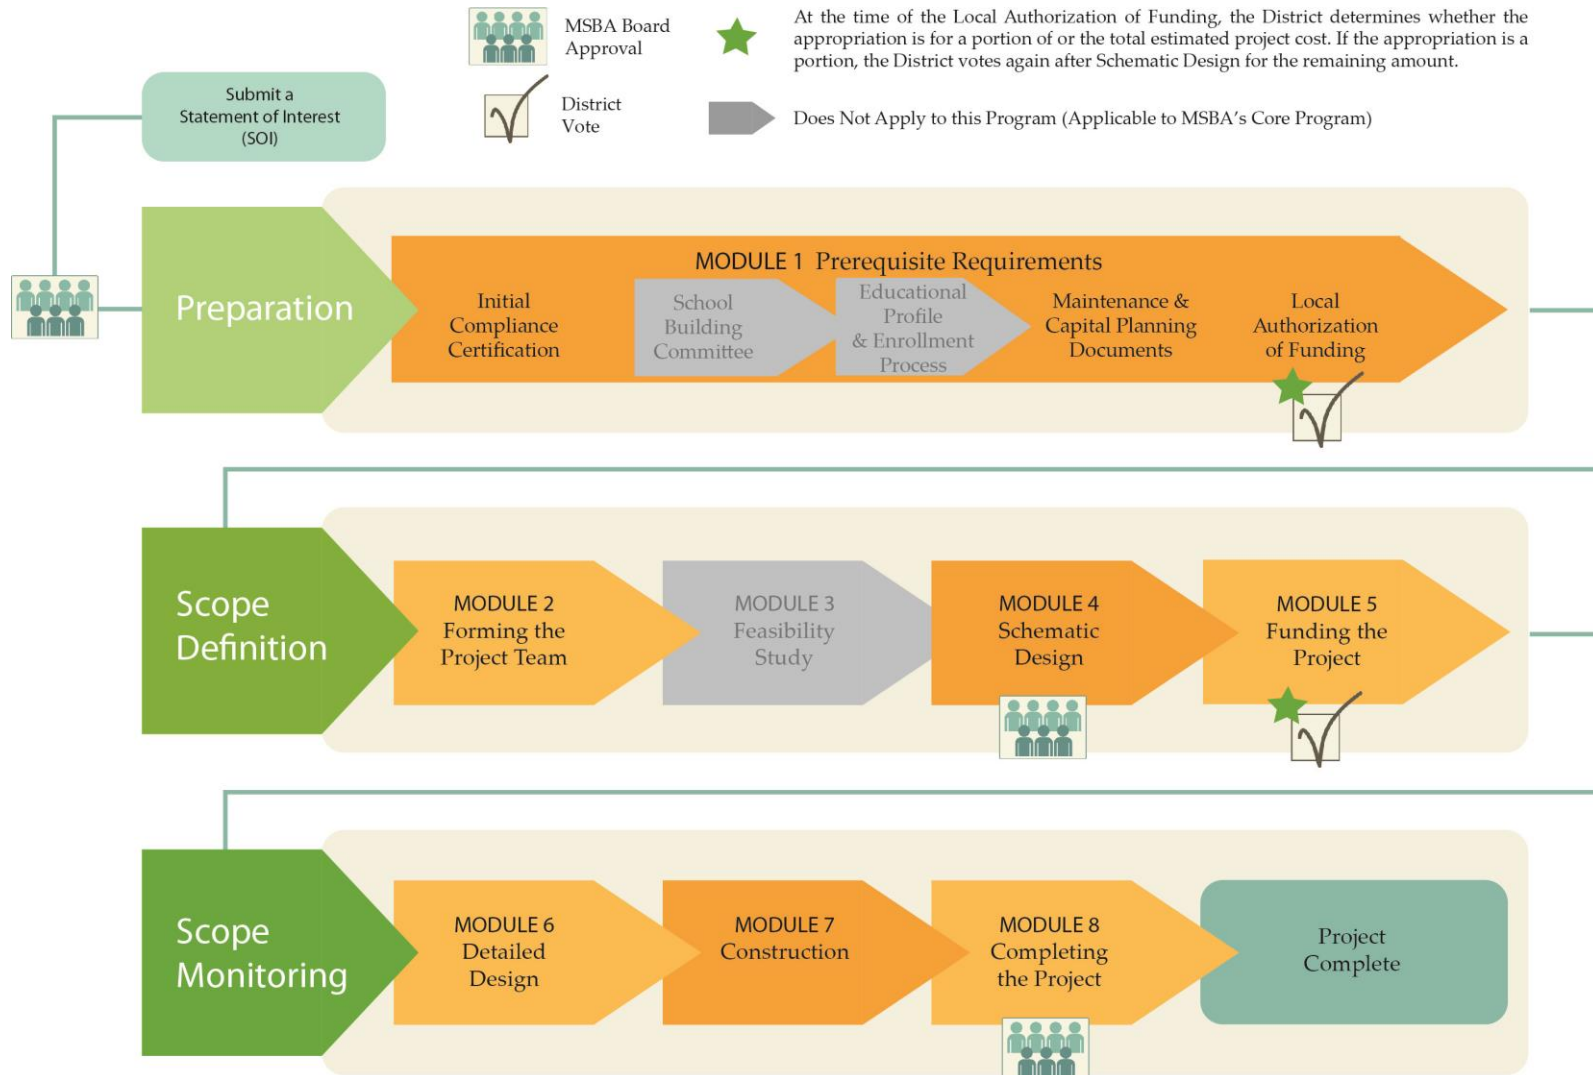 MSBA Board
Approval
At the time of the Local Authorization of Funding, the District determines whether the
appropriation is for a portion of or the total estimated project cost. If the appropriation is a
portion, the District votes again after Schematic Design for the remaining amount.
Submit a
Statement of Interest
(SOI)
District
Vote
Does Not Apply to this Program (Applicable to MSBA’s Core Program)
Preparation
MODULE 1 Prerequisite Requirements
Initial
Compliance
Certification
School
Building
Committee
Educational
Profile
& Enrollment
Process
Maintenance &
Capital Planning
Documents
Local
Authorization
of Funding
Scope
Definition
MODULE 2
Forming the
Project Team
MODULE 3
Feasibility
Study
MODULE 4
Schematic
Design
MODULE 5
Funding the
Project
Scope
Monitoring
MODULE 6
Detailed
Design
MODULE 7
Construction
MODULE 8
Completing
the Project
Project
Complete